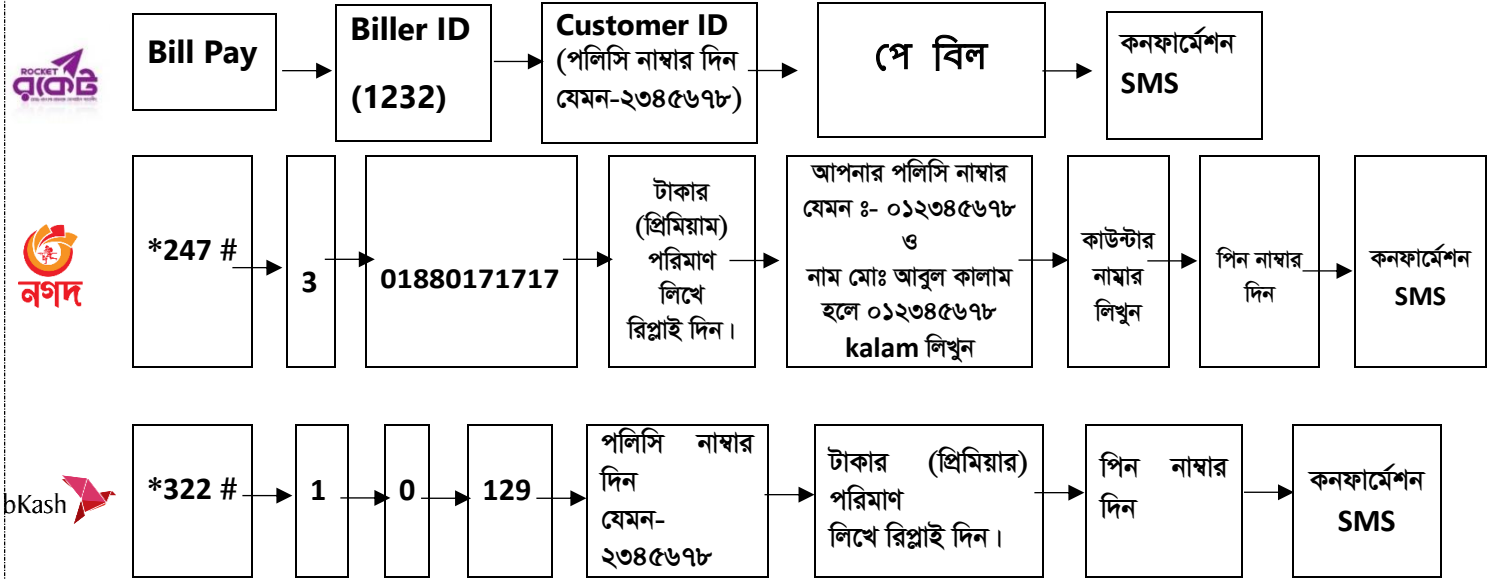 ROCKET
রকেট
Bill Pay
Biller ID
(1232)
Customer ID
(পলিসি নাম্বার দিন
যেমন-২৩৪৫৬৭৮)
পে বিল
কনফার্মেশন
SMS
নগদ
*247 #
3
01880171717
টাকার
(প্রিমিয়াম)
পরিমাণ
লিখে
রিপ্লাই দিন।
আপনার পলিসি নাম্বার
যেমন ঃ- ০১২৩৪৫৬৭৮
ও
নাম মোঃ আবুল কালাম
হলে ০১২৩৪৫৬৭৮
kalam লিখুন
কাউন্টার
নাম্বার
লিখুন
পিন নাম্বার
দিন
কনফার্মেশন
SMS
bKash
*322 #
1
0
129
পলিসি নাম্বার
দিন
যেমন-
২৩৪৫৬৭৮
টাকার (প্রিমিয়ার)
পরিমাণ
লিখে রিপ্লাই দিন।
পিন নাম্বার
দিন
কনফার্মেশন
SMS